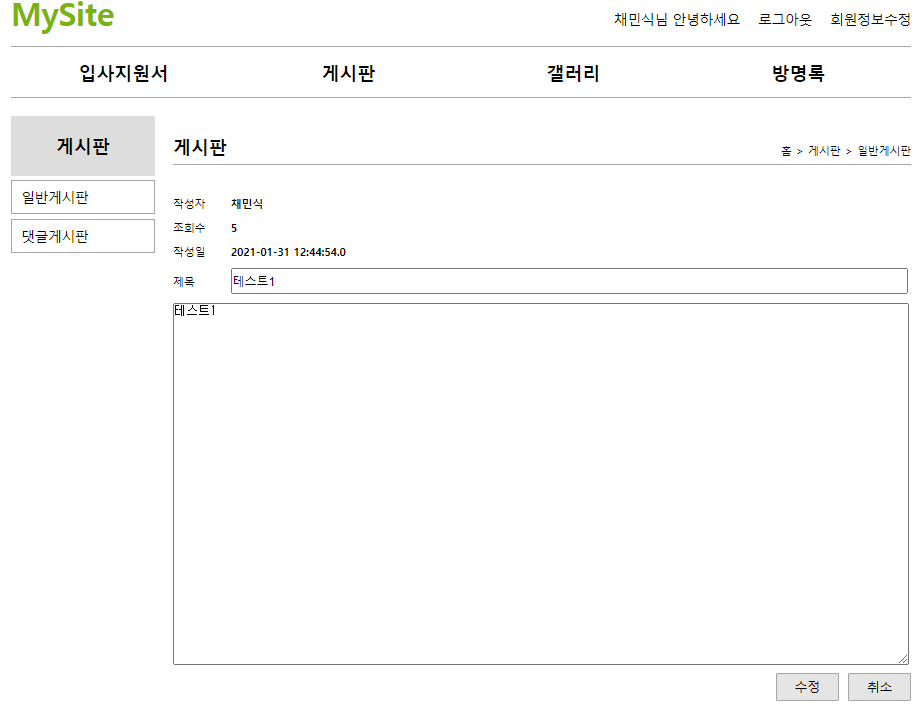 MySite
채민식님 안녕하세요 로그아웃 회원정보수정
입사지원서 게시판 갤러리 방명록
게시판
일반게시판
댓글게시판
게시판
홈 > 게시판 > 일반게시판
작성자 채민식
조회수 5
작성일 2021-01-31 12:44:54.0
제목 테스트1
테스트1
수정 취소